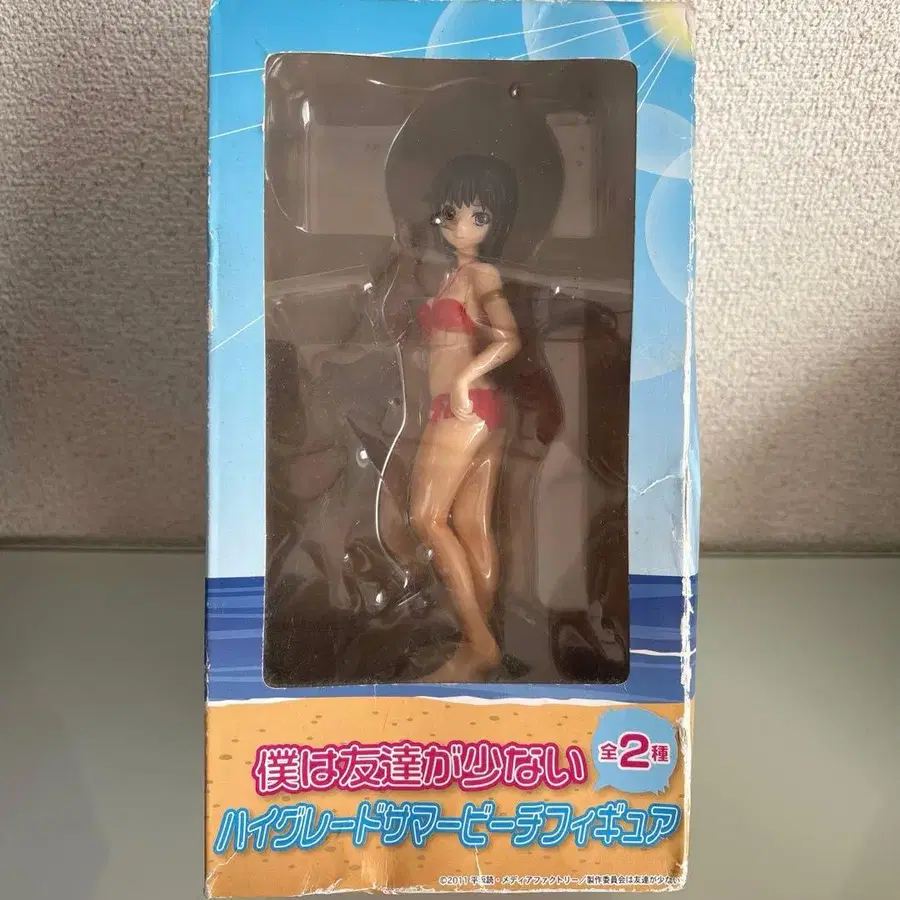 僕は友達が少ない
全2種
ハイグレードサマービーチフィギュア
©2011 平坂読・メディアファクトリー/製作委員会は友達が少ない